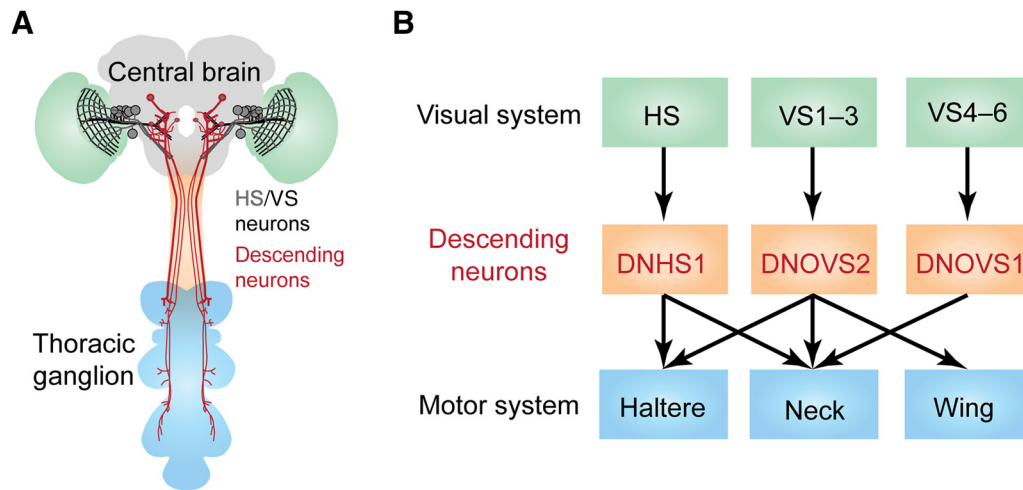 A
Central brain
HS/VS
neurons
Descending
neurons
Thoracic
ganglion
B
Visual system
HS
VS1–3
VS4–6
Descending
neurons
DNHS1
DNOVS2
DNOVS1
Motor system
Haltere
Neck
Wing